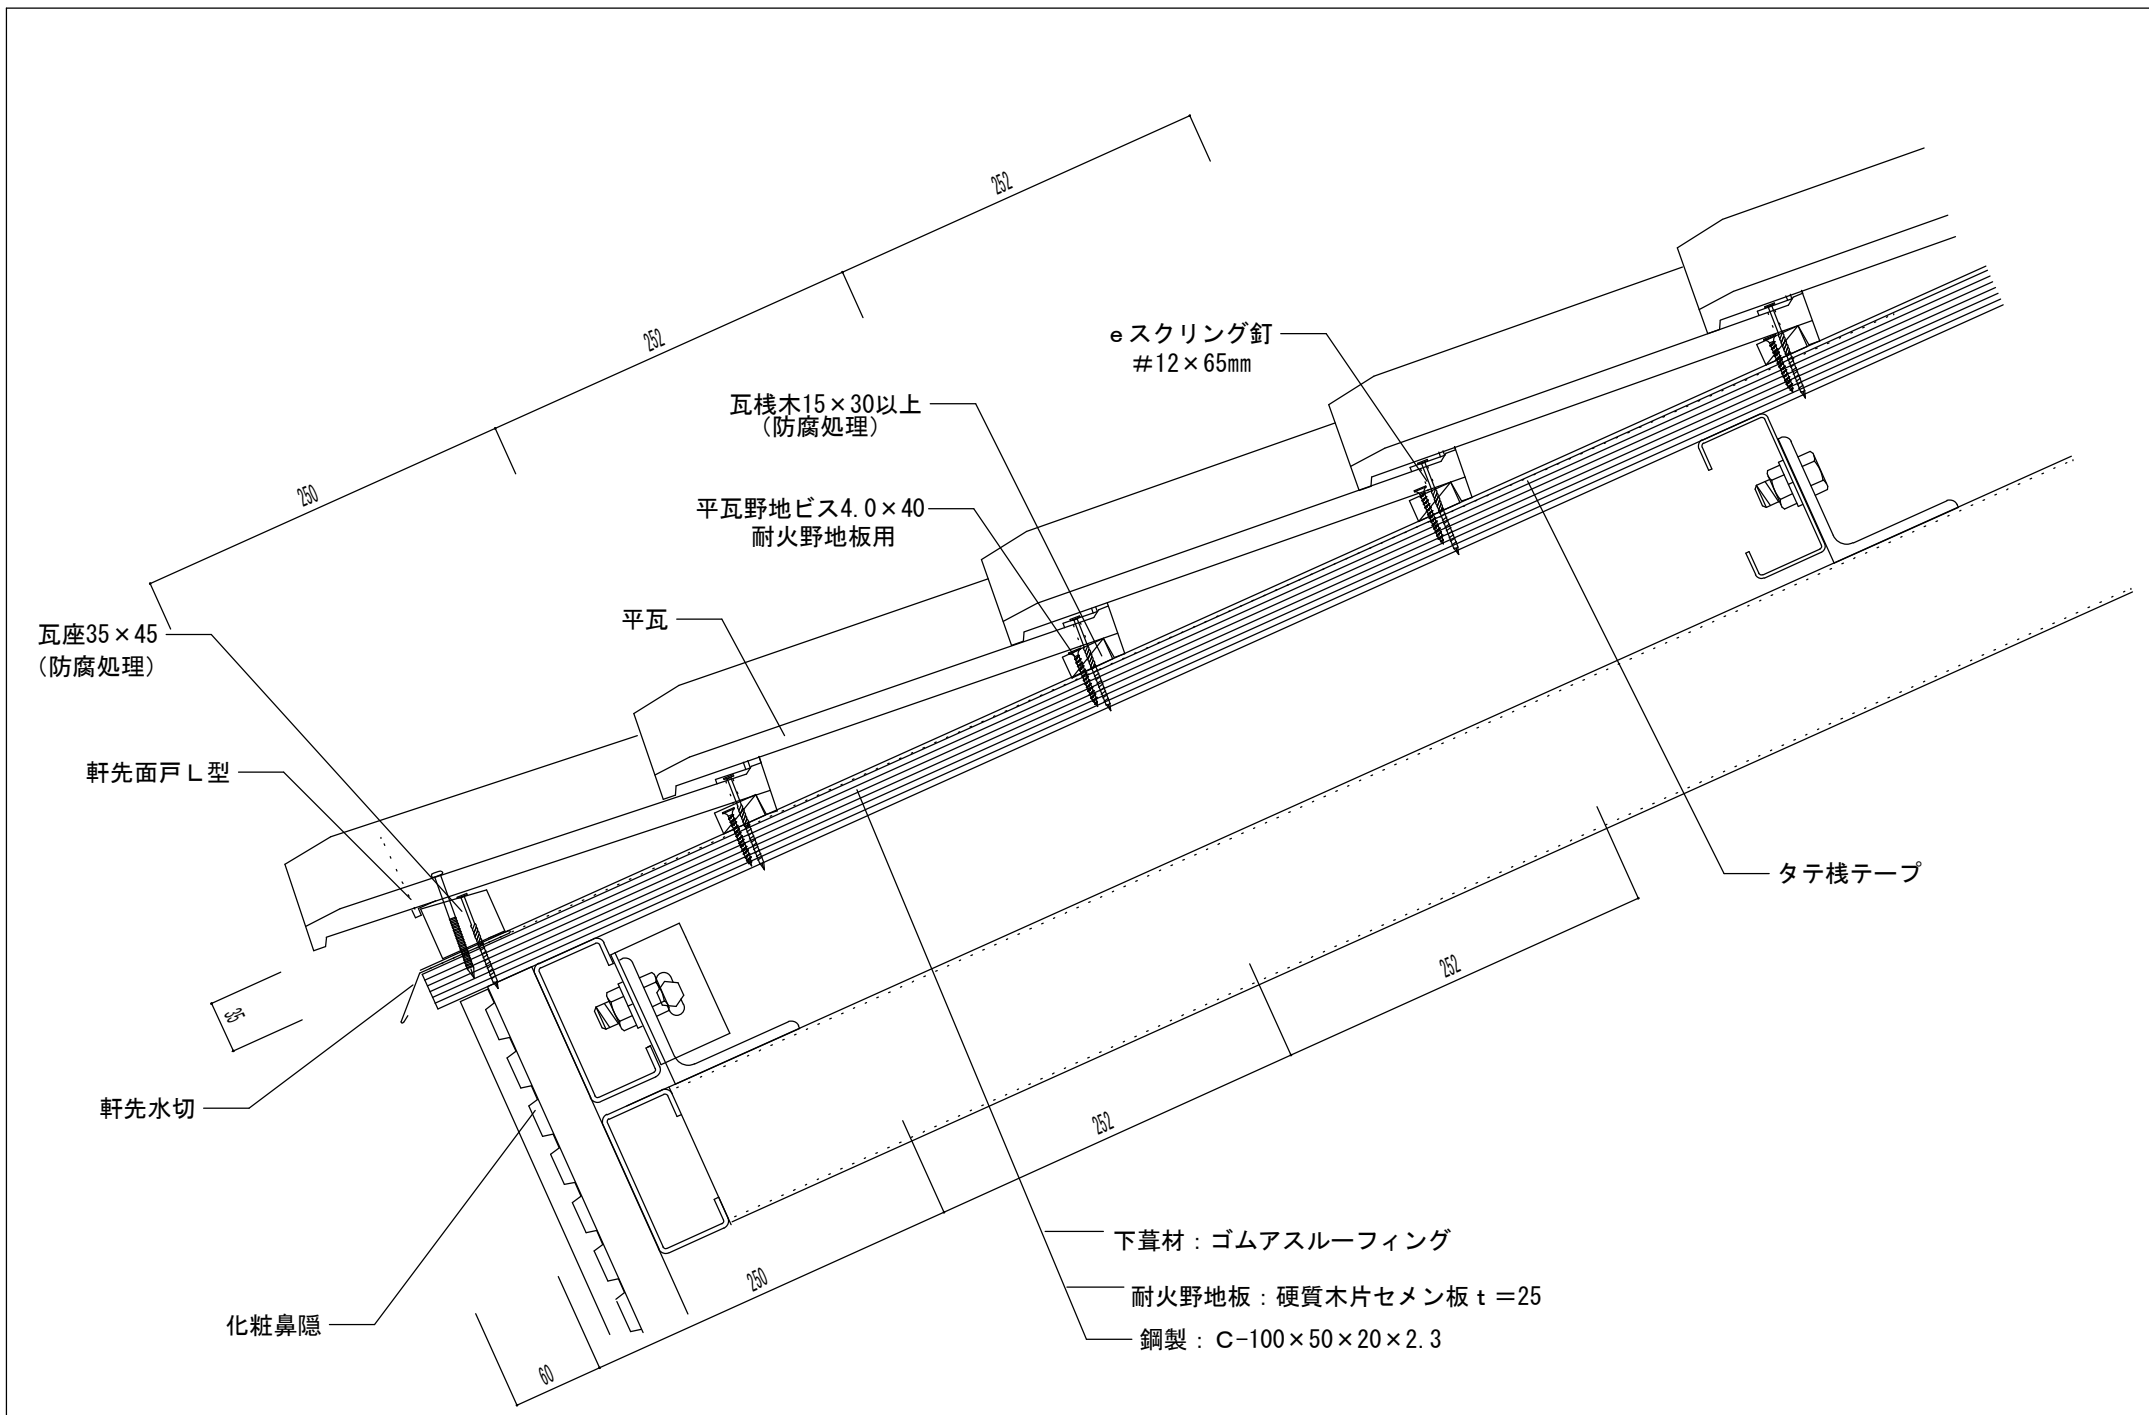 252
252
eスクリング釘
#12×65mm
瓦桟木15×30以上
（防腐処理）
250
平瓦野地ビス4.0×40
耐火野地板用
平瓦
瓦座35×45
（防腐処理）
軒先面戸L型
タテ桟テープ
252
35
軒先水切
252
下葺材：ゴムアスルーフィング
250
耐火野地板：硬質木片セメン板ｔ＝25
化粧鼻隠
鋼製：C-100×50×20×2.3
60